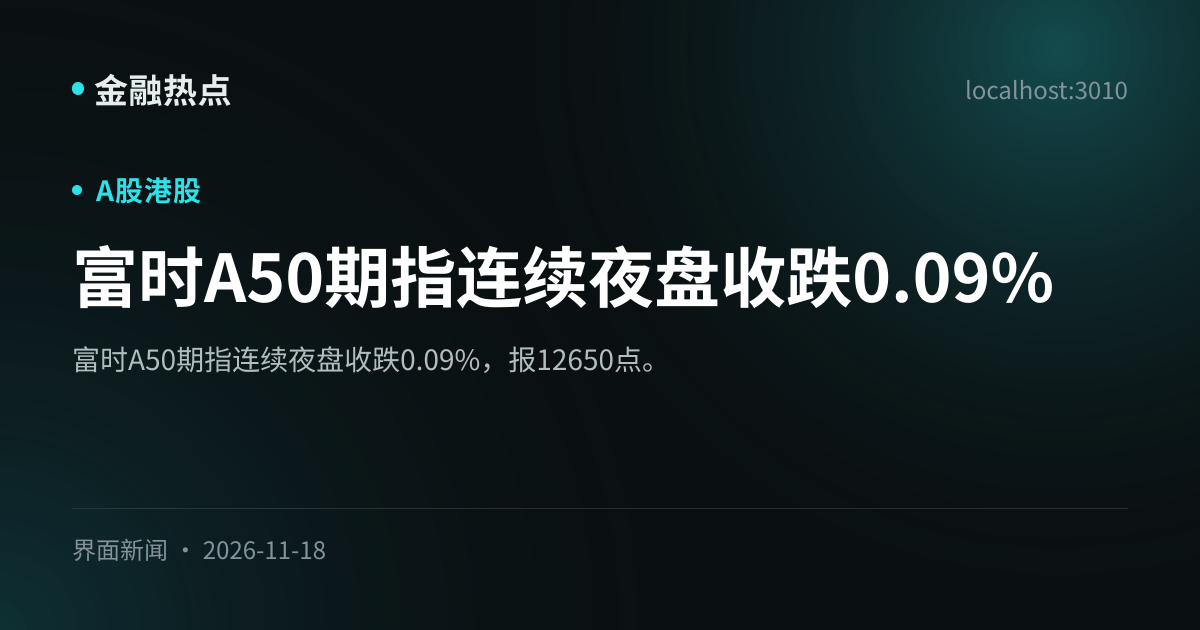 金融热点
localhost:3010
A股港股
富时A50期指连续夜盘收跌0.09%
富时A50期指连续夜盘收跌0.09%，报12650点。
界面新闻 • 2026-11-18